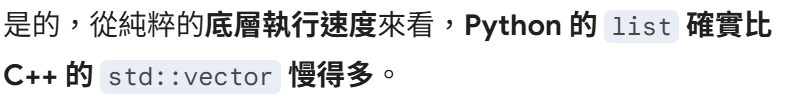 是的，從純粹的底層執行速度來看，Python 的 list 確實比
C++ 的 std::vector 慢得多。